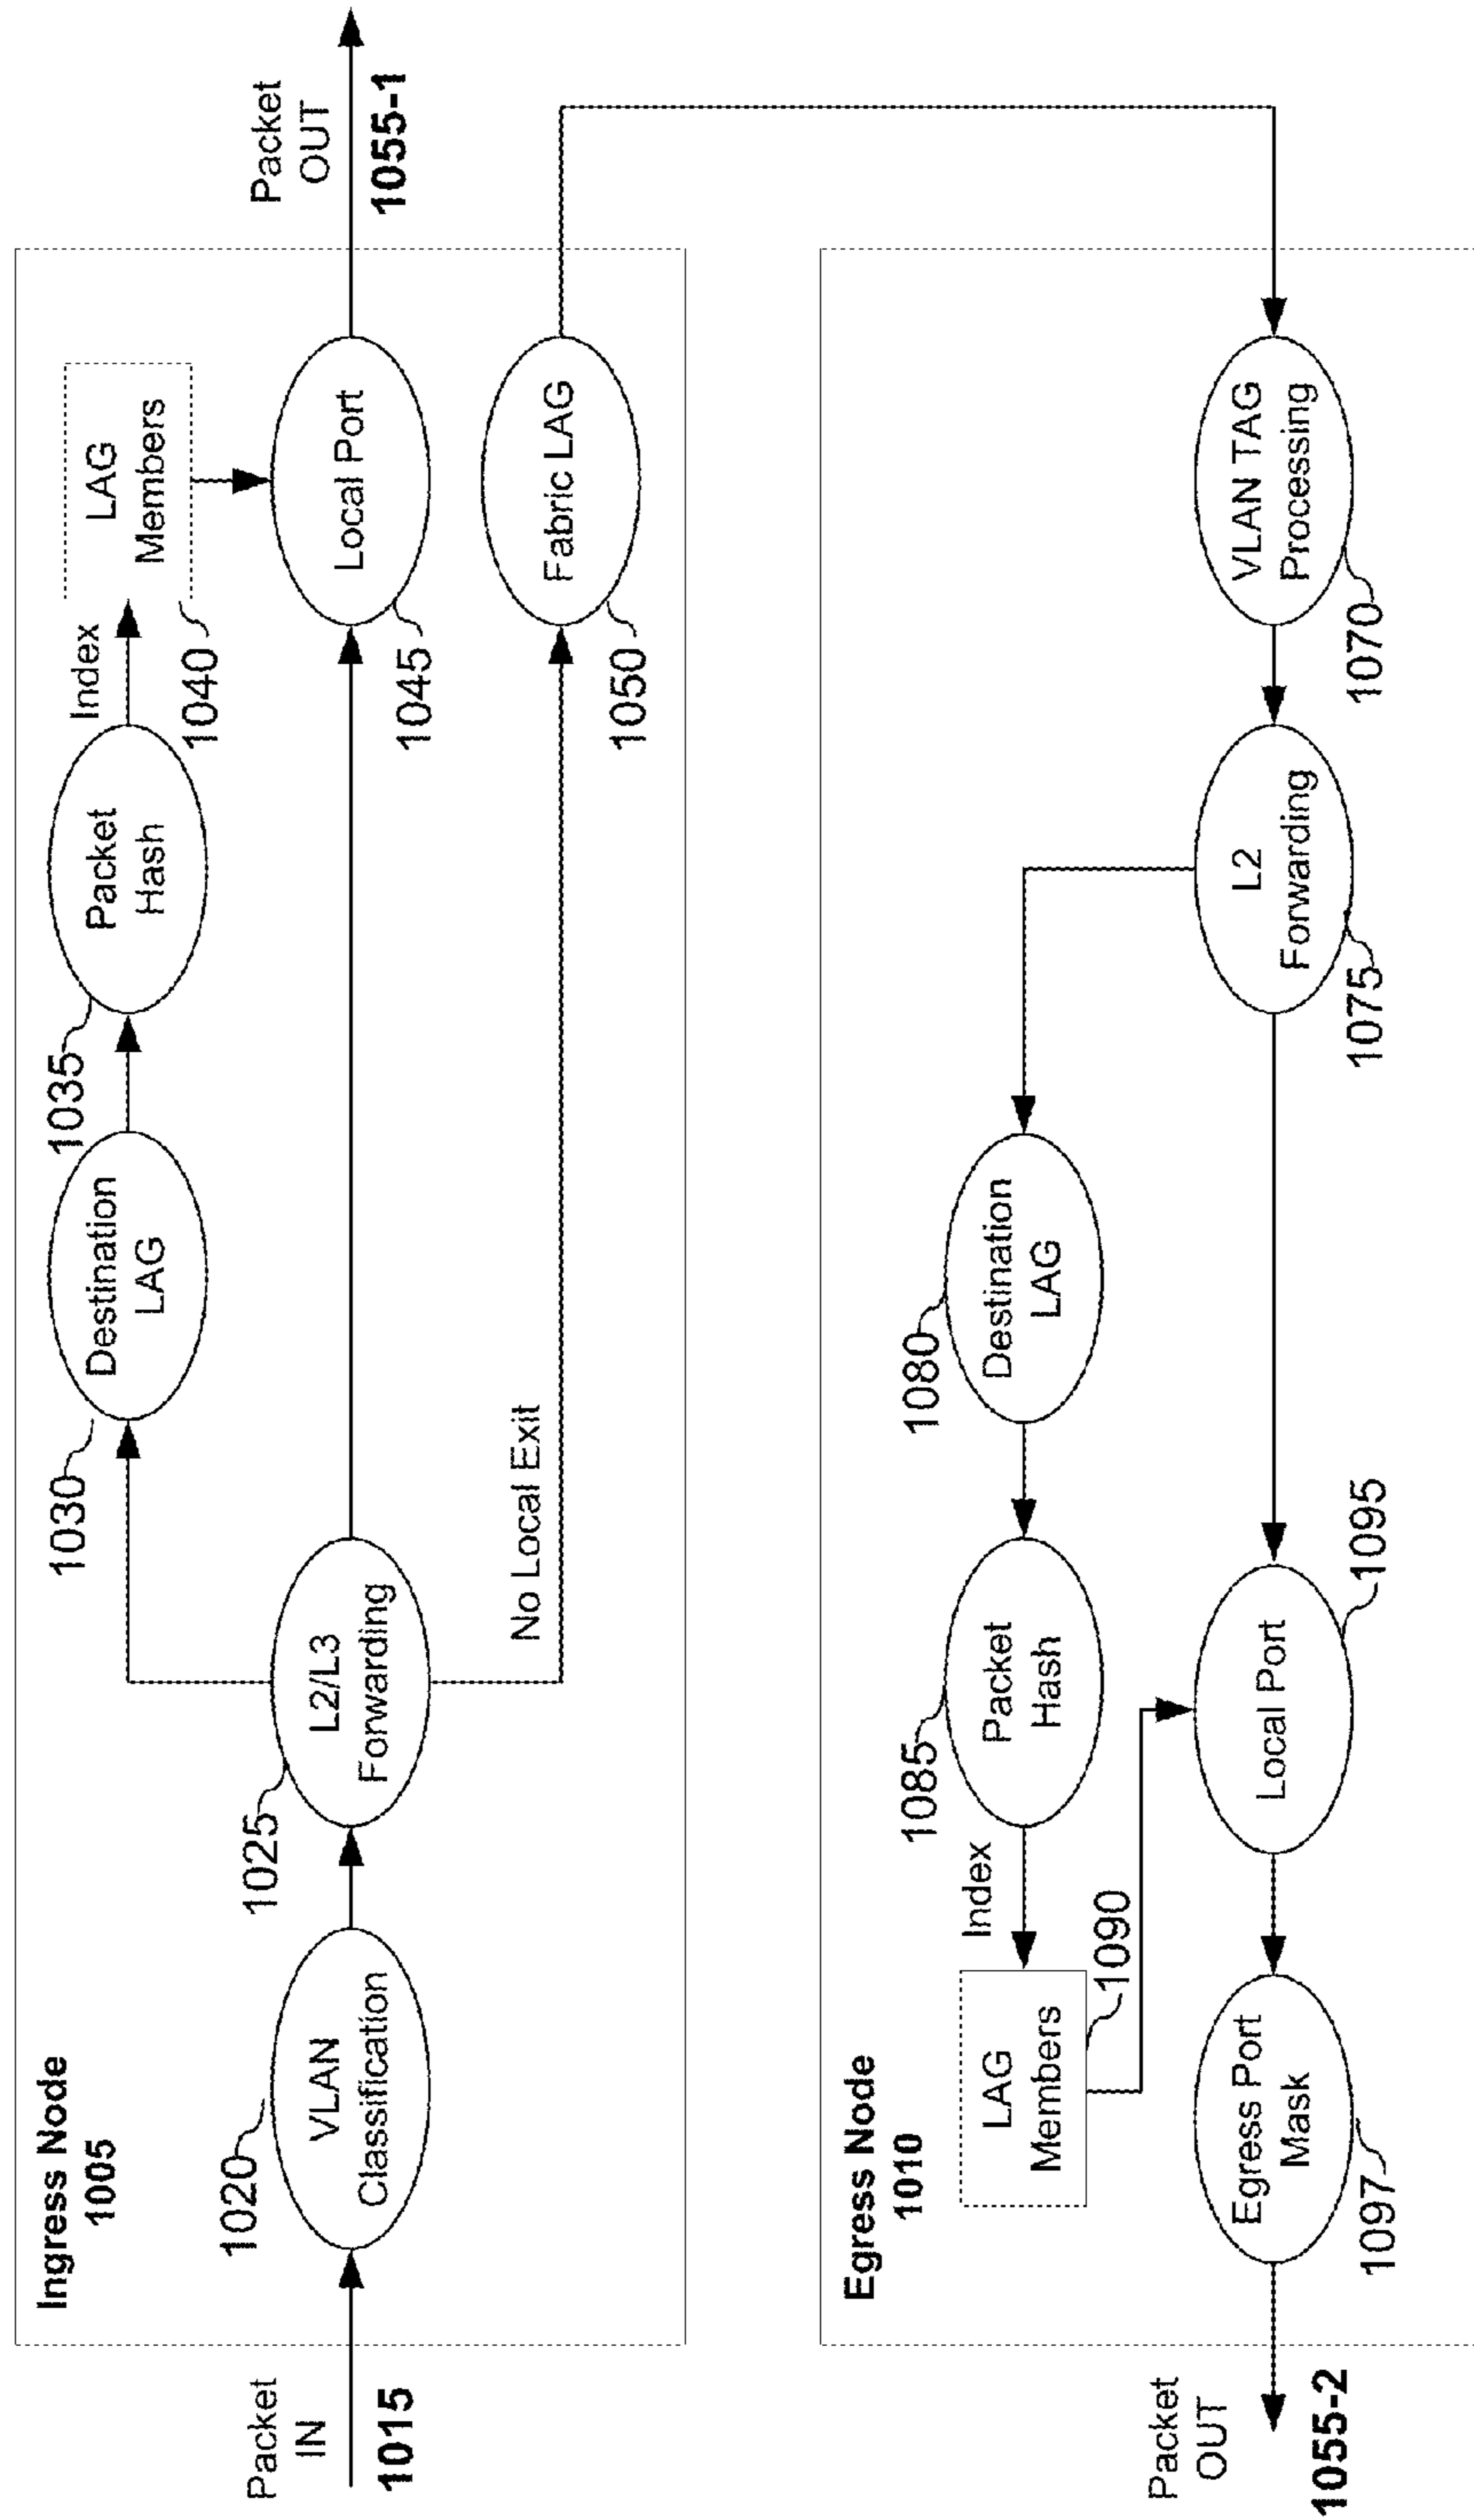 Ingress Node
1005
Packet
IN
1015
1020
VLAN
Classification
1025
L2/L3
Forwarding
1030
Destination
LAG
1035
Packet
Hash
Index
LAG
Members
1040
Local Port
1045
No Local Exit
Fabric LAG
1050
Packet
OUT
1055-1
Egress Node
1010
VLAN TAG
Processing
1070
L2
Forwarding
1075
1080
Destination
LAG
1085
Packet
Hash
Index
LAG
Members
1090
Local Port
1095
Egress Port
Mask
1097
Packet
OUT
1055-2